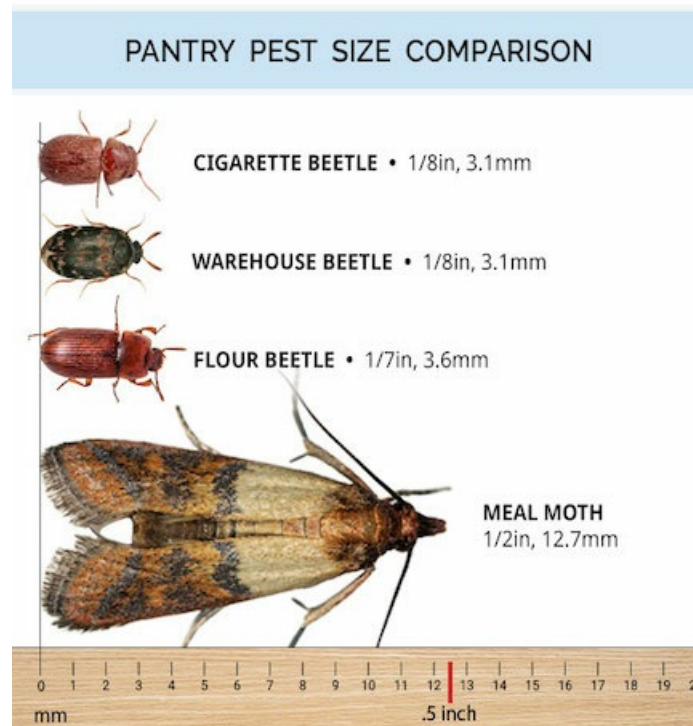 PANTRY PEST SIZE COMPARISON
CIGARETTE BEETLE • 1/8in, 3.1mm
WAREHOUSE BEETLE • 1/8in, 3.1mm
FLOUR BEETLE • 1/7in, 3.6mm
MEAL MOTH
1/2in, 12.7mm
0 1 2 3 4 5 6 7 8 9 10 11 12 13 14 15 16 17 18 19
mm .5 inch